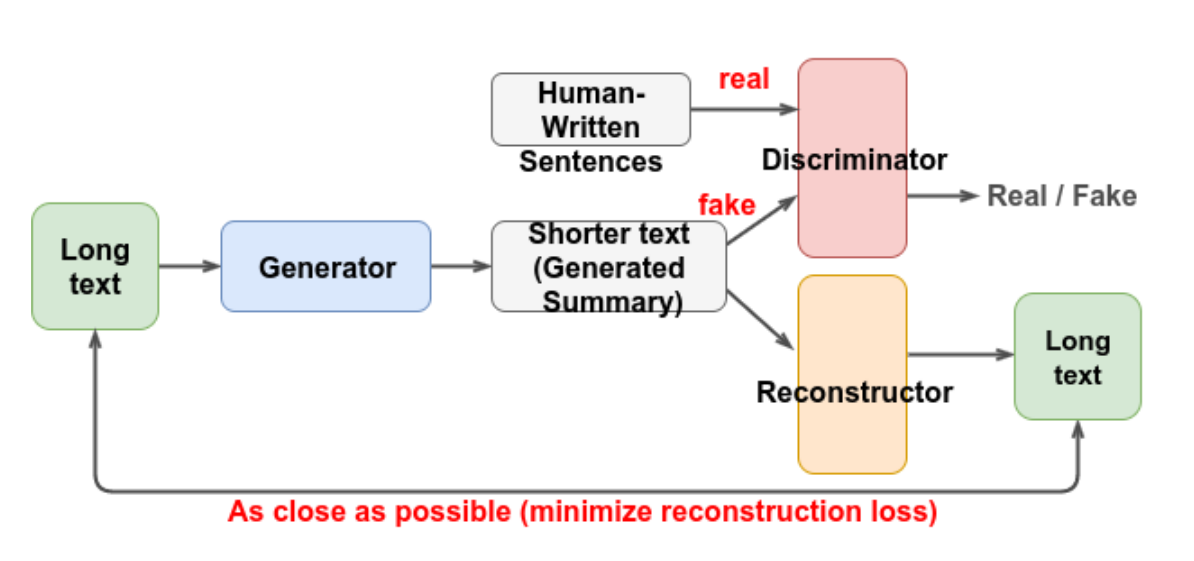 Human-
Written
Sentences
real
Discriminator
Real / Fake
fake
Long
text
Generator
Shorter text
(Generated
Summary)
Reconstructor
Long
text
As close as possible (minimize reconstruction loss)